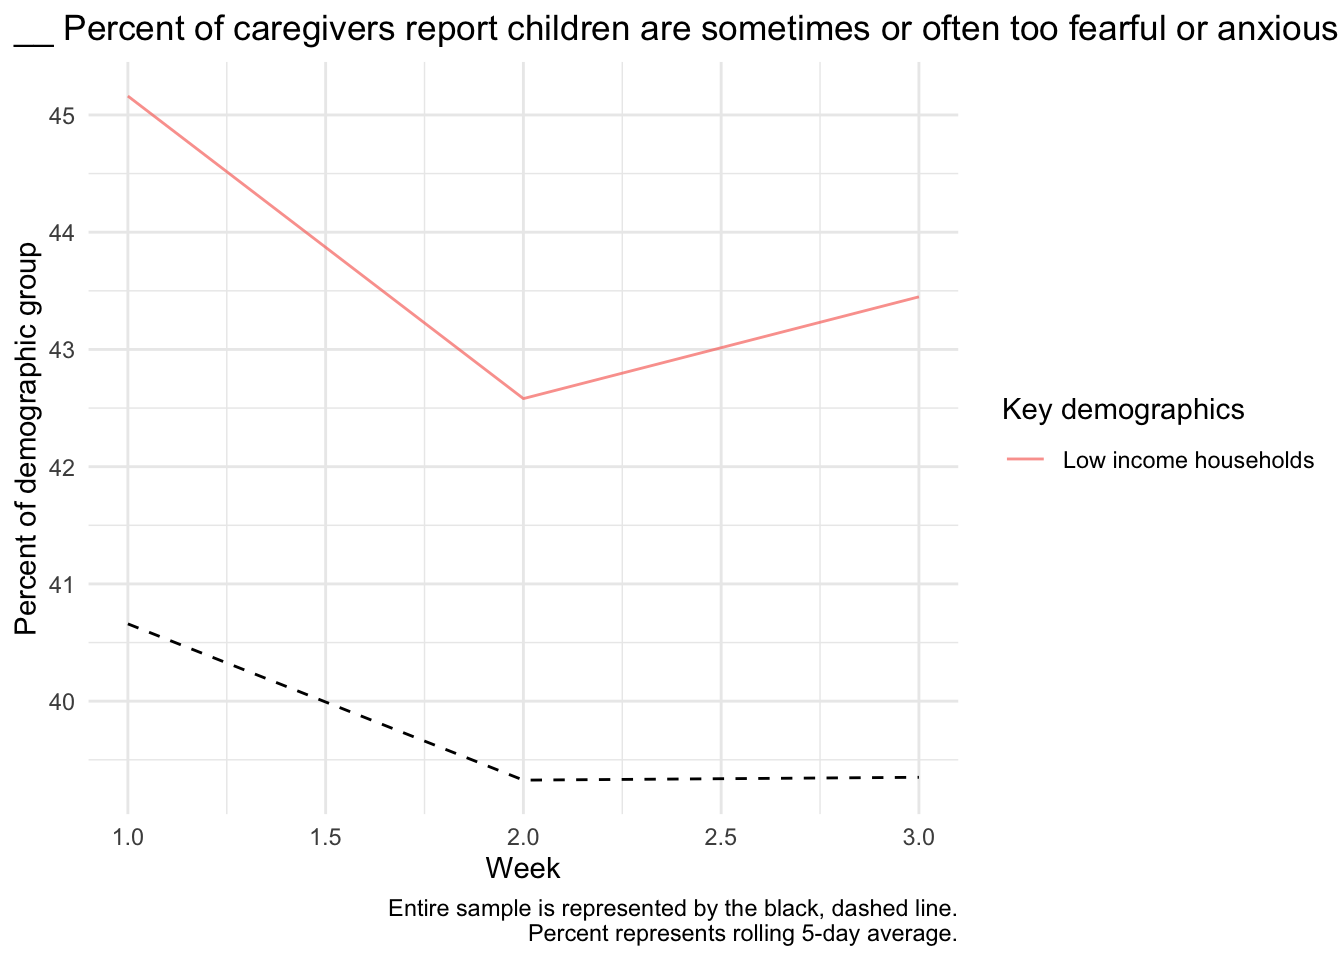 __ Percent of caregivers report children are sometimes or often too fearful or anxious
Percent of demographic group
45
44
43
42
41
40
1.0 1.5 2.0 2.5 3.0
Week
Key demographics
Low income households
Entire sample is represented by the black, dashed line.
Percent represents rolling 5-day average.